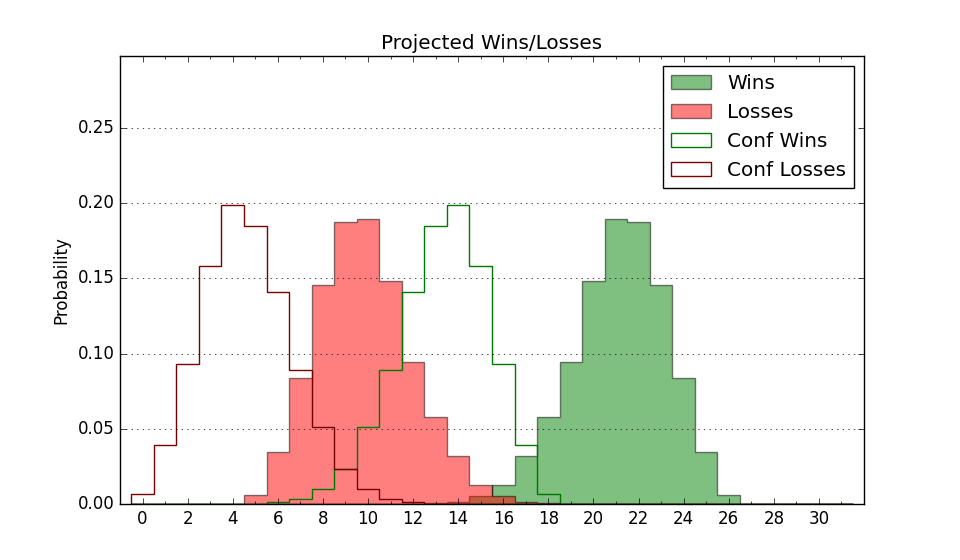 Projected Wins/Losses
Wins
Losses
Conf Wins
Conf Losses
Probability
0.25
0.20
0.15
0.10
0.05
0.00
0 2 4 6 8 10 12 14 16 18 20 22 24 26 28 30